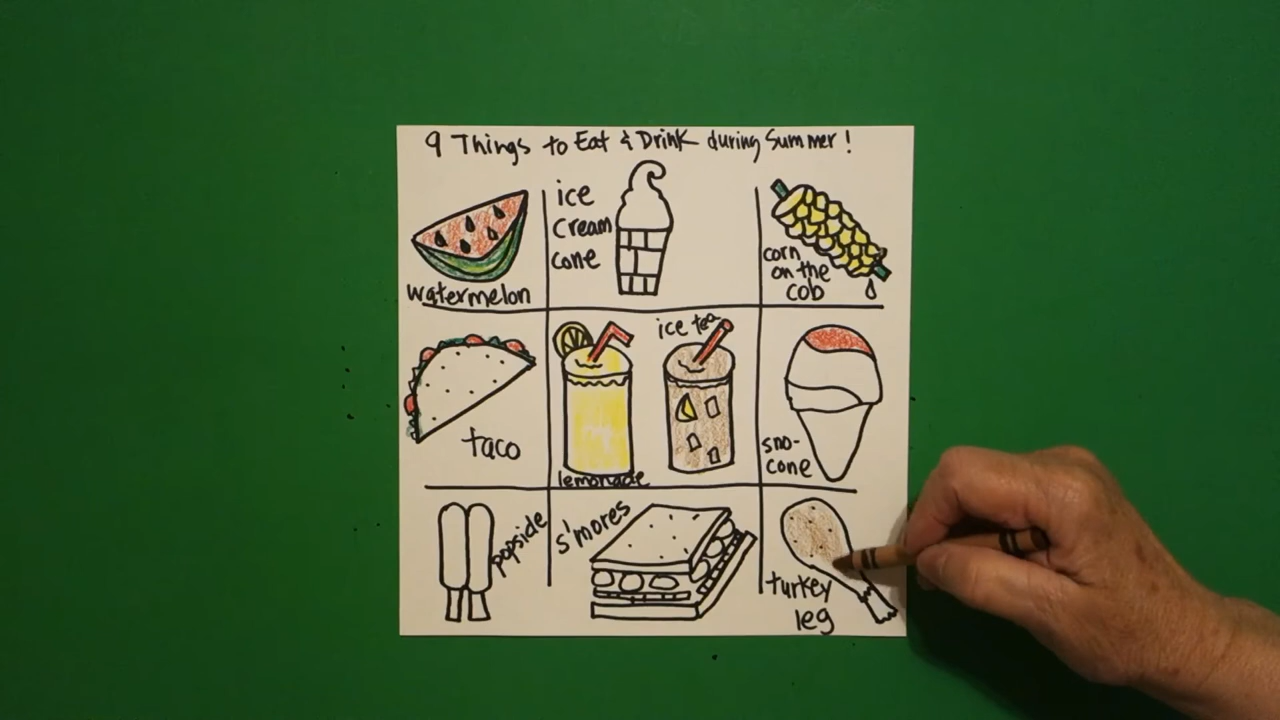 9 Things to Eat & Drink during Summer!
watermelon
ice
cream
cone
corn
on the
cob
taco
lemonade
ice tea
sno-
cone
popside
s'mores
turkey
leg